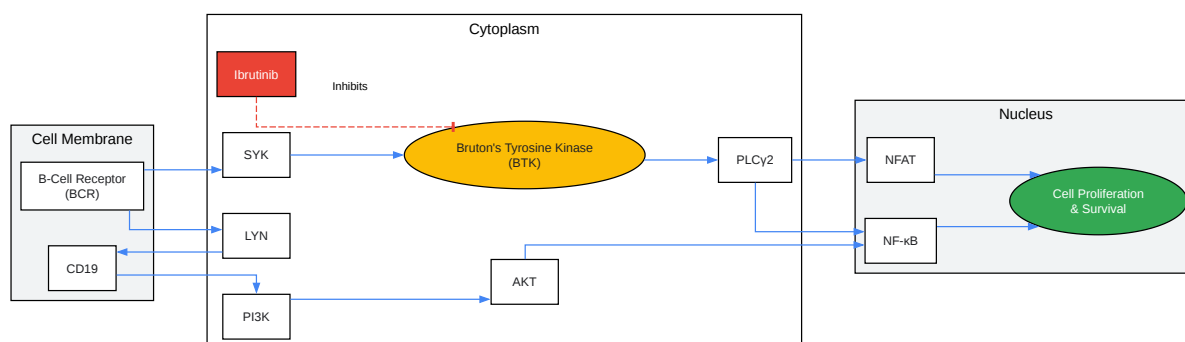 Cytoplasm
Ibrutinib
Inhibits
Cell Membrane
B-Cell Receptor
(BCR)
SYK
Bruton's Tyrosine Kinase
(BTK)
PLCγ2
LYN
CD19
PI3K
AKT
Nucleus
NFAT
NF-κB
Cell Proliferation
& Survival